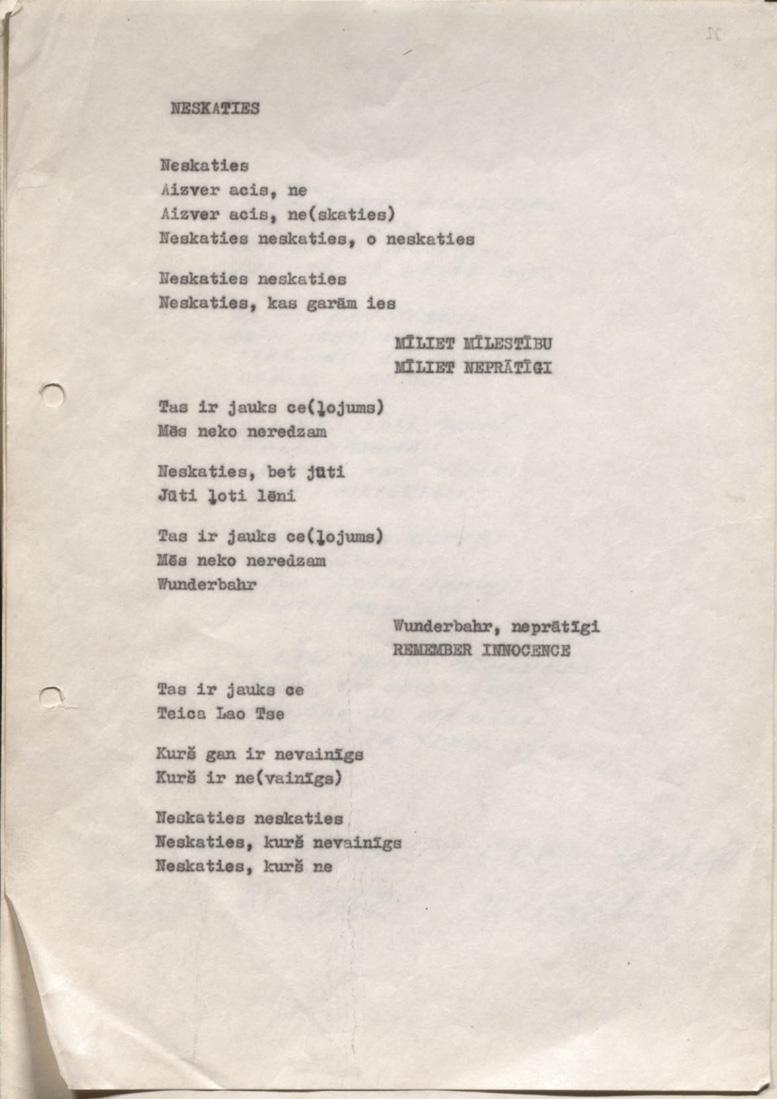 NESKATIES
Neskaties
Aizver acis, ne
Aizver acis, ne(skaties)
Neskaties neskaties, o neskaties
Neskaties neskaties
Neskaties, kas garām ies
MĪLIET MĪLESTĪBU
MĪLIET NEPRĀTĪGI
Tas ir jauks ce(ļojums)
Mēs neko neredzam
Neskaties, bet jūti
Jūti ļoti lēni
Tas ir jauks ce(ļojums)
Mēs neko neredzam
Wunderbahr
Wunderbahr, neprātīgi
REMEMBER INNOCENCE
Tas ir jauks ce
Teica Lao Tse
Kurš gan ir nevainīgs
Kurš ir ne(vainīgs)
Neskaties neskaties
Neskaties, kurš nevainīgs
Neskaties, kurš ne